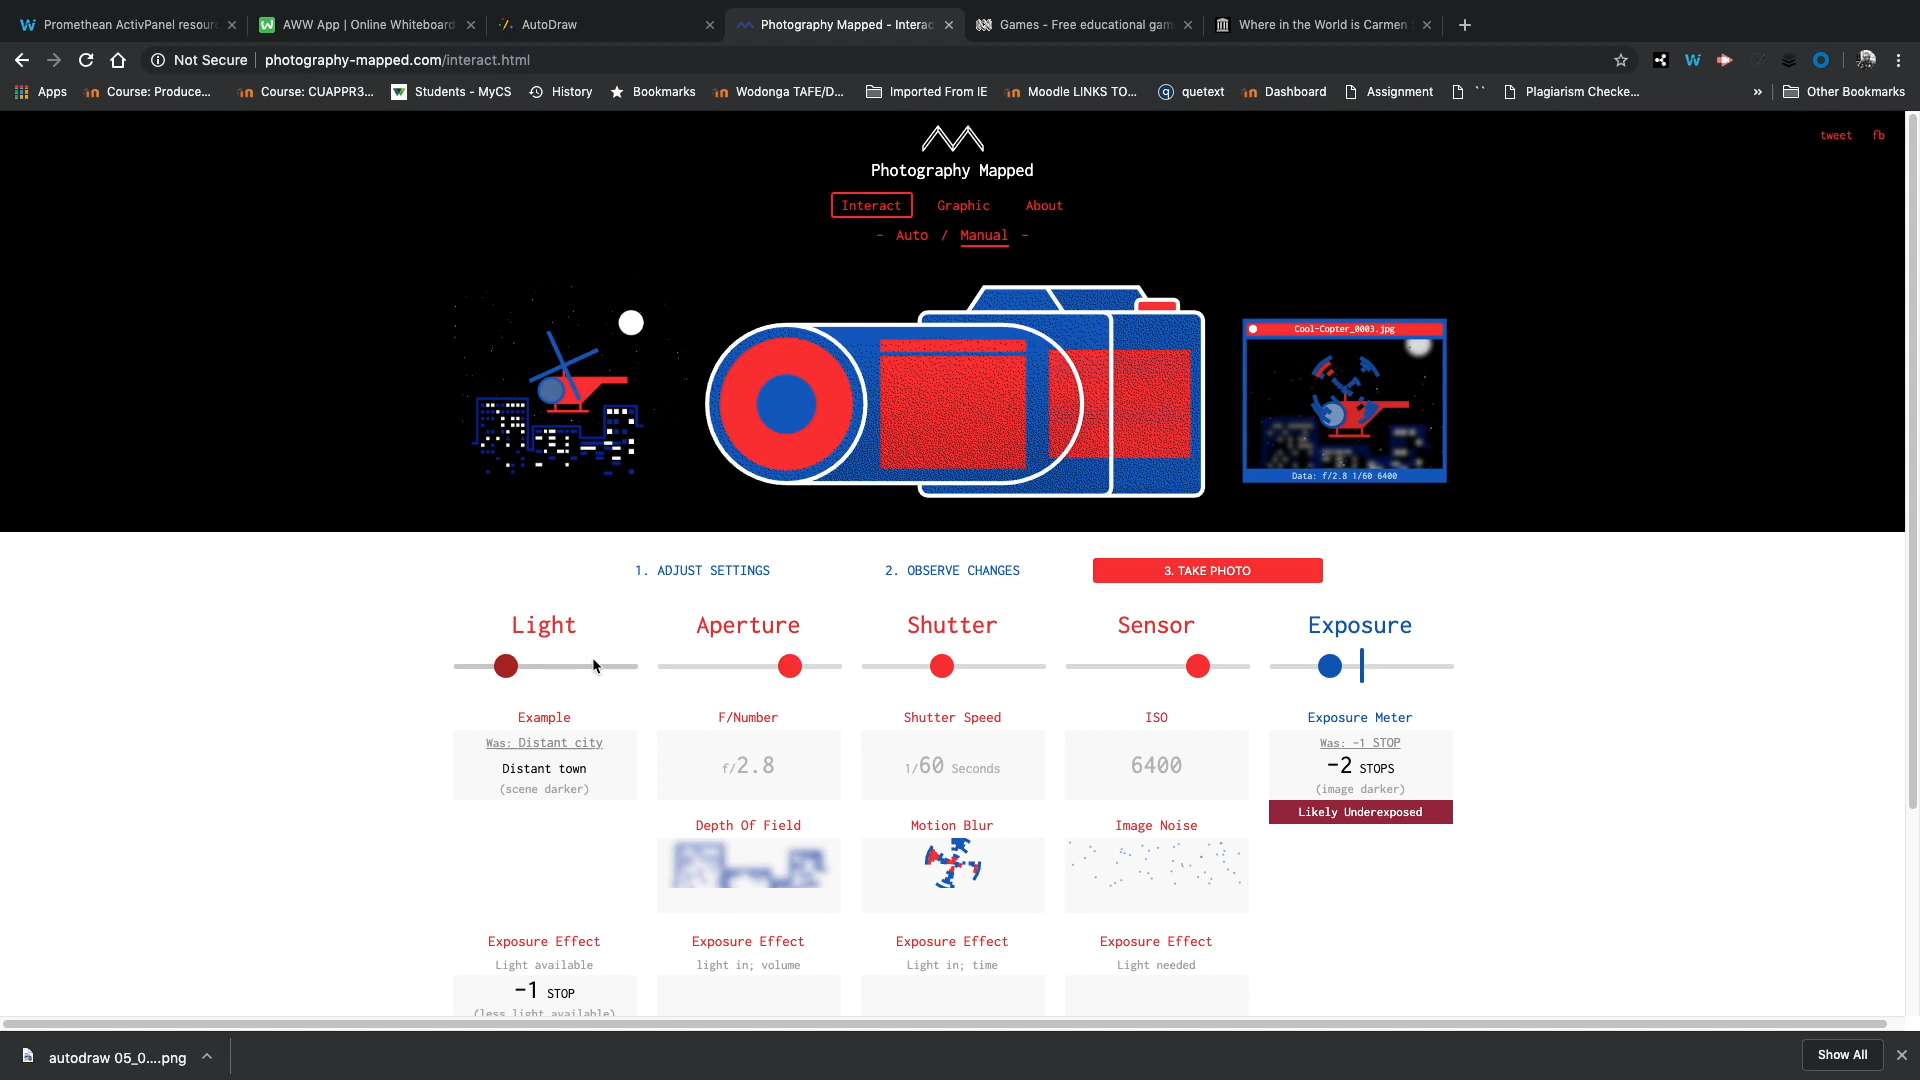 Promethean ActivPanel resour
AWW App | Online Whiteboard
AutoDraw
Photography Mapped - Interac
Games - Free educational gam
Where in the World is Carmen
Not Secure
photography-mapped.com/interact.html
Apps
Course: Produce...
Course: CUAPPR3...
Students - MyCS
History
Bookmarks
Wodonga TAFE/D...
Imported From IE
Moodle LINKS TO...
quetext
Dashboard
Assignment
``
Plagiarism Checke...
»
Other Bookmarks
tweet fb
Photography Mapped
Interact Graphic About
- Auto / Manual -
Cool-Copter_0003.jpg
Data: f/2.8 1/60 6400
1. ADJUST SETTINGS
2. OBSERVE CHANGES
3. TAKE PHOTO
Light
Aperture
Shutter
Sensor
Exposure
Example
F/Number
Shutter Speed
ISO
Exposure Meter
Was: Distant city
Distant town
(scene darker)
f/2.8
1/60 Seconds
6400
Was: -1 STOP
-2 STOPS
(image darker)
Likely Underexposed
Depth Of Field
Motion Blur
Image Noise
Exposure Effect
Light available
-1 STOP
(less light available)
Exposure Effect
light in; volume
Exposure Effect
Light in; time
Exposure Effect
Light needed
autodraw 05_0....png
Show All